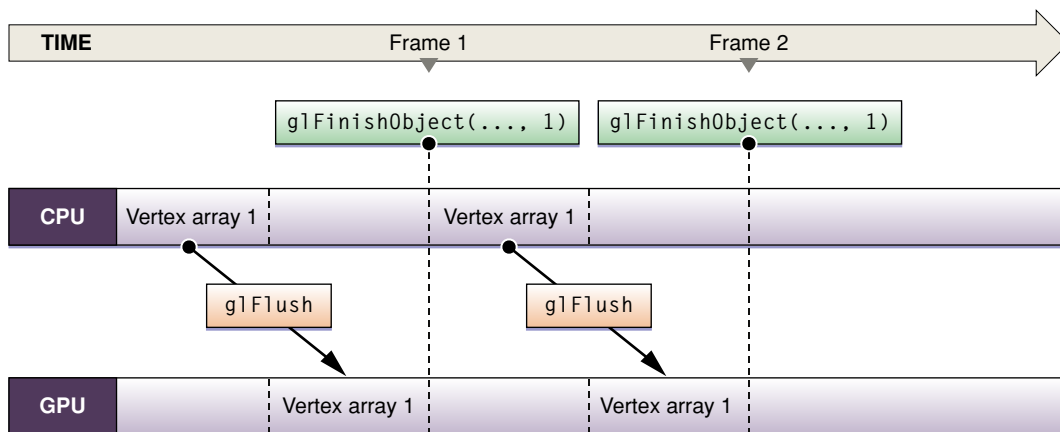 TIME
Frame 1
Frame 2
glFinishObject(..., 1)
glFinishObject(..., 1)
CPU
Vertex array 1
Vertex array 1
glFlush
glFlush
GPU
Vertex array 1
Vertex array 1